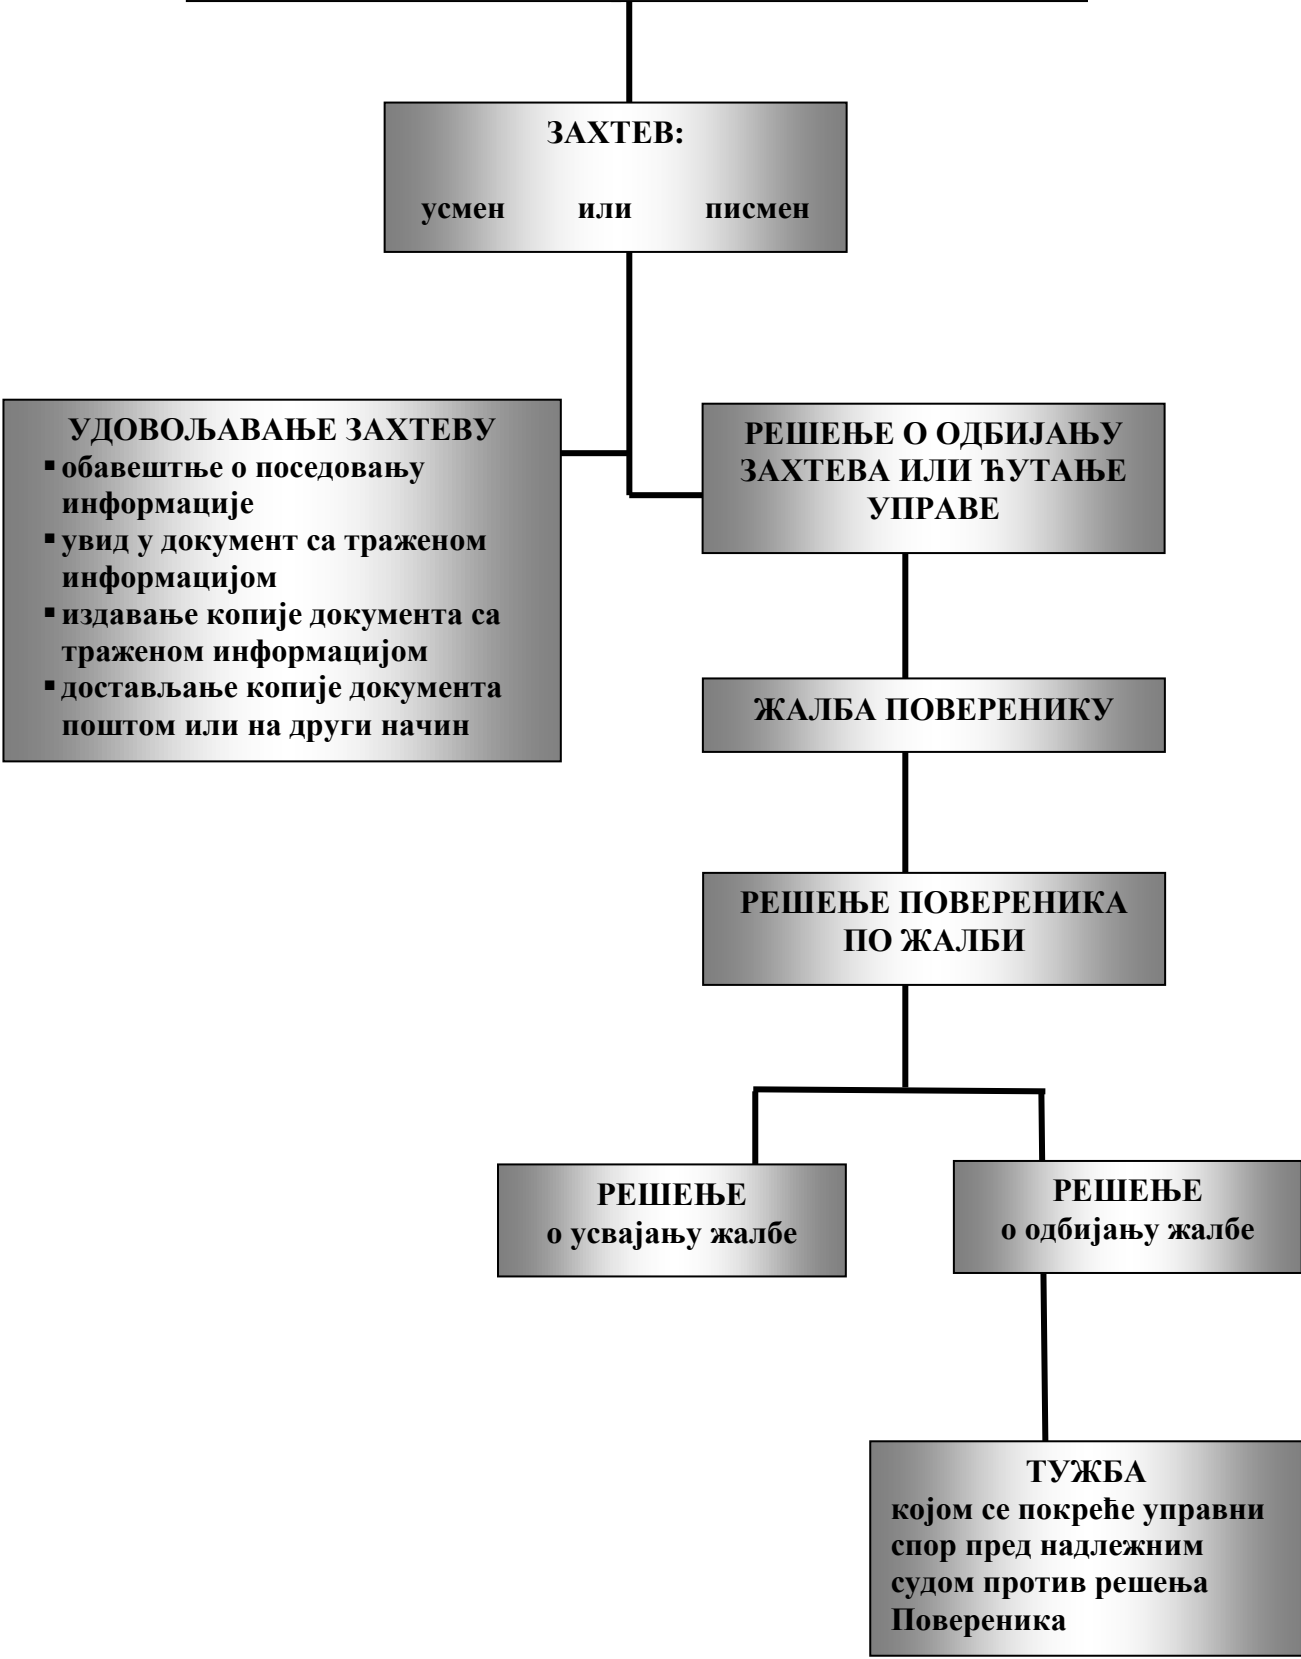 ЗАХТЕВ:
усмен или писмен
УДОВОЉАВАЊЕ ЗАХТЕВУ
▪ обавештње о поседовању
информације
▪ увид у документ са траженом
информацијом
▪ издавање копије документа са
траженом информацијом
▪ достављање копије документа
поштом или на други начин
РЕШЕЊЕ О ОДБИЈАЊУ
ЗАХТЕВА ИЛИ ЋУТАЊЕ
УПРАВЕ
ЖАЛБА ПОВЕРЕНИКУ
РЕШЕЊЕ ПОВЕРЕНИКА
ПО ЖАЛБИ
РЕШЕЊЕ
о усвајању жалбе
РЕШЕЊЕ
о одбијању жалбе
ТУЖБА
којом се покреће управни
спор пред надлежним
судом против решења
Повереника